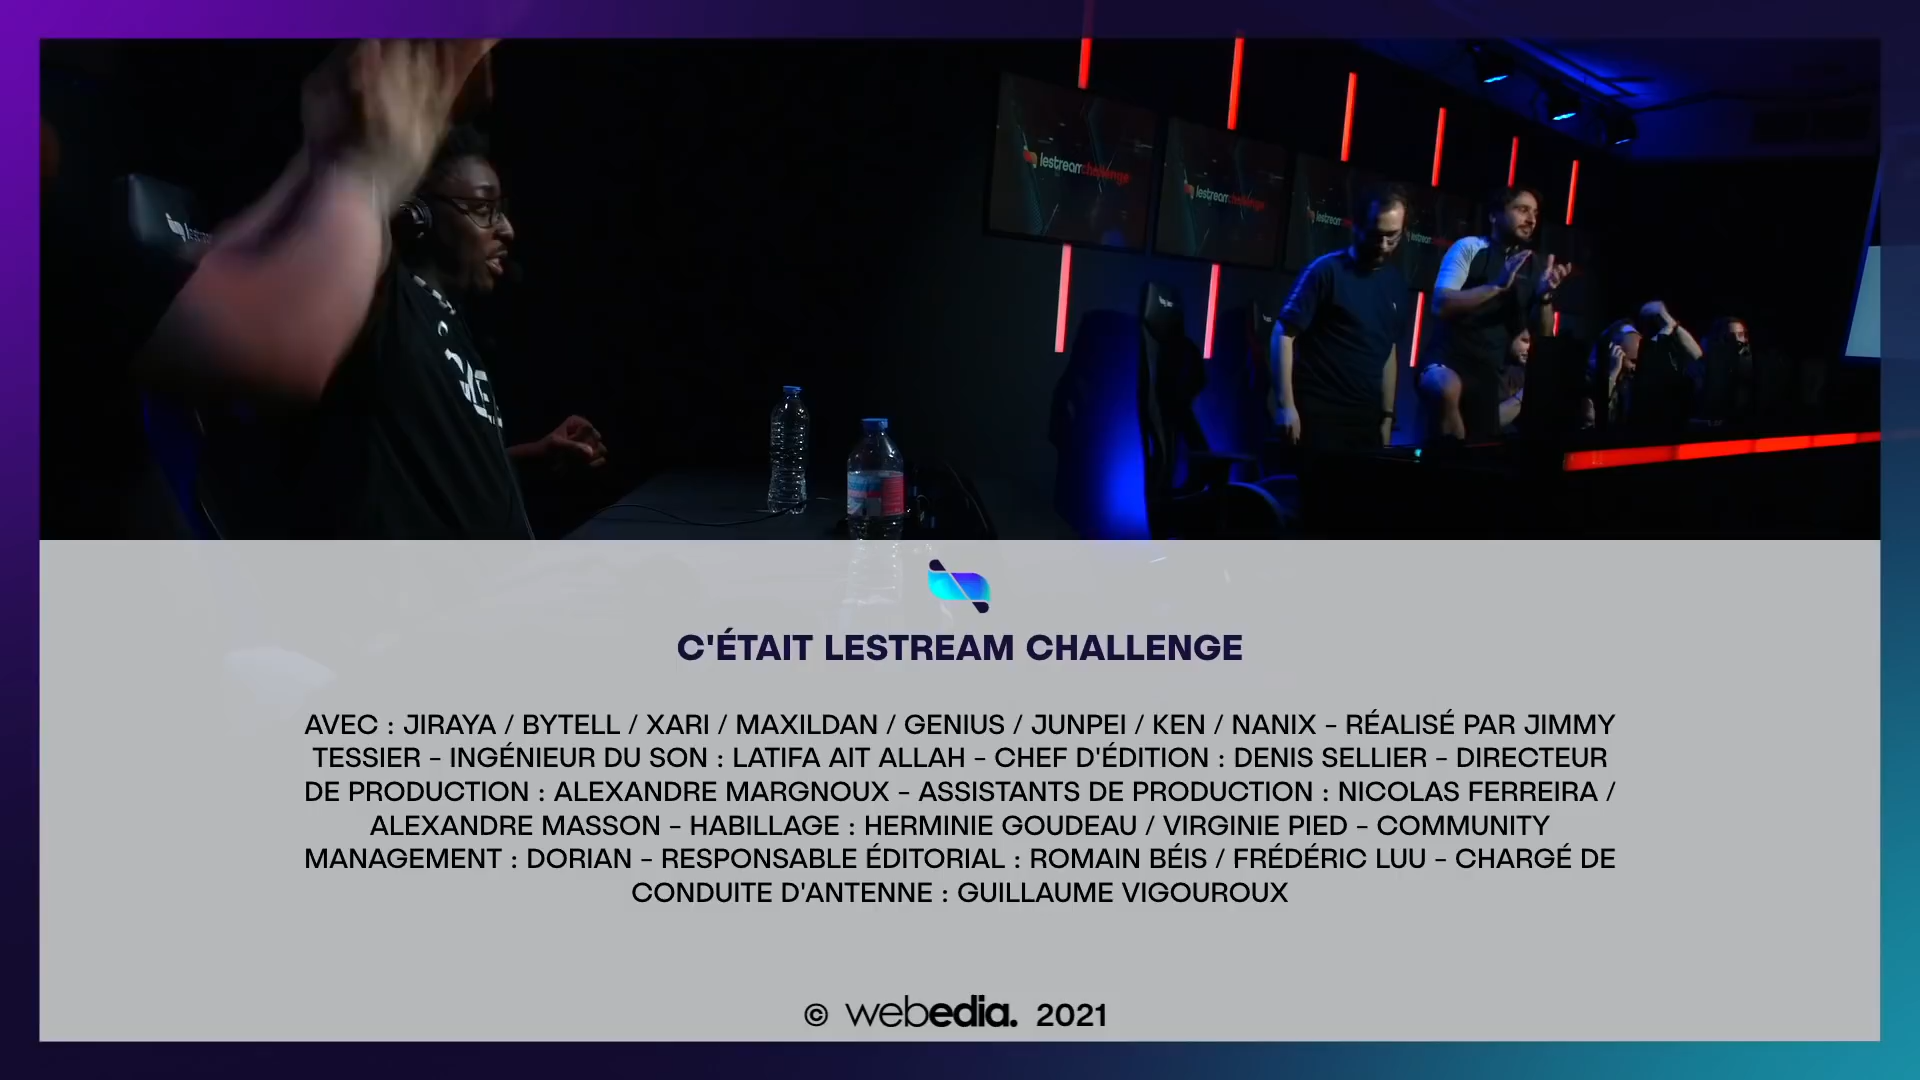 lestreamchallenge
lestreamchallenge
C'ÉTAIT LESTREAM CHALLENGE
AVEC : JIRAYA / BYTELL / XARI / MAXILDAN / GENIUS / JUNPEI / KEN / NANIX – RÉALISÉ PAR JIMMY
TESSIER – INGÉNIEUR DU SON : LATIFA AIT ALLAH – CHEF D'ÉDITION : DENIS SELLIER – DIRECTEUR
DE PRODUCTION : ALEXANDRE MARGNOUX – ASSISTANTS DE PRODUCTION : NICOLAS FERREIRA /
ALEXANDRE MASSON – HABILLAGE : HERMINIE GOUDEAU / VIRGINIE PIED – COMMUNITY
MANAGEMENT : DORIAN – RESPONSABLE ÉDITORIAL : ROMAIN BÉIS / FRÉDÉRIC LUU – CHARGÉ DE
CONDUITE D'ANTENNE : GUILLAUME VIGOUROUX
© webedia. 2021